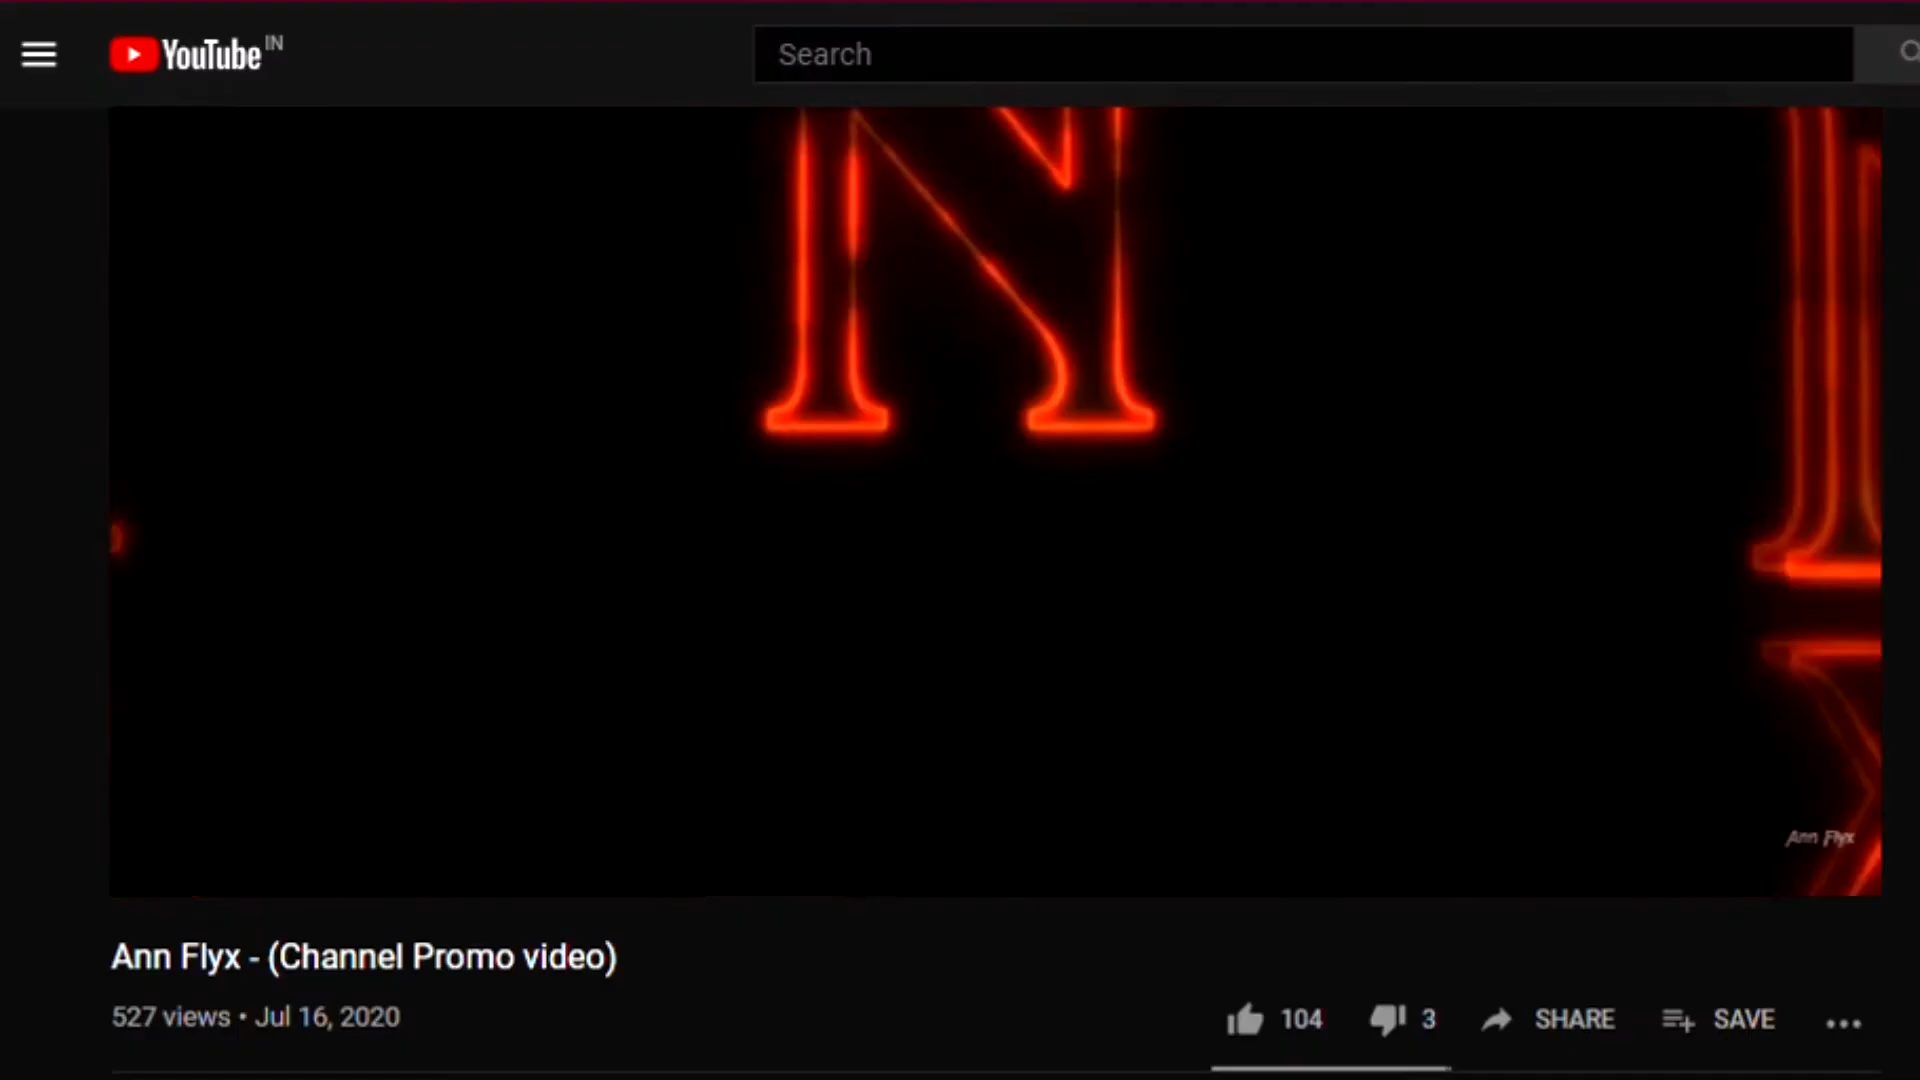 YouTube IN
Search
N
Ann Flyx
Ann Flyx - (Channel Promo video)
527 views • Jul 16, 2020
104 3 SHARE SAVE